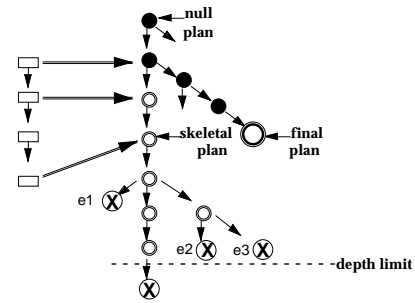 null
plan
skeletal
plan
final
plan
e1
X
e2
X
e3
X
depth limit
X